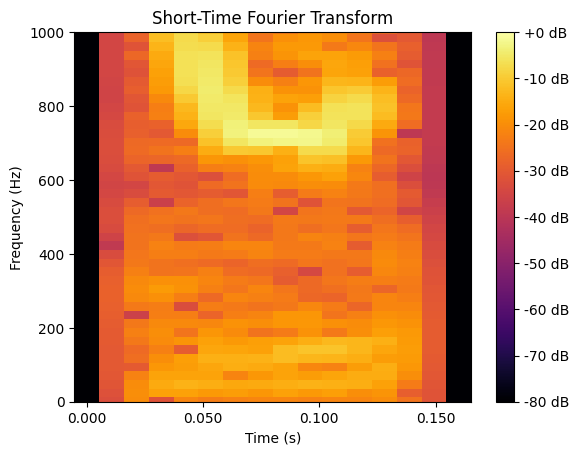 Short-Time Fourier Transform
1000
800
600
400
200
0
Frequency (Hz)
0.000
0.050
0.100
0.150
Time (s)
+0 dB
-10 dB
-20 dB
-30 dB
-40 dB
-50 dB
-60 dB
-70 dB
-80 dB